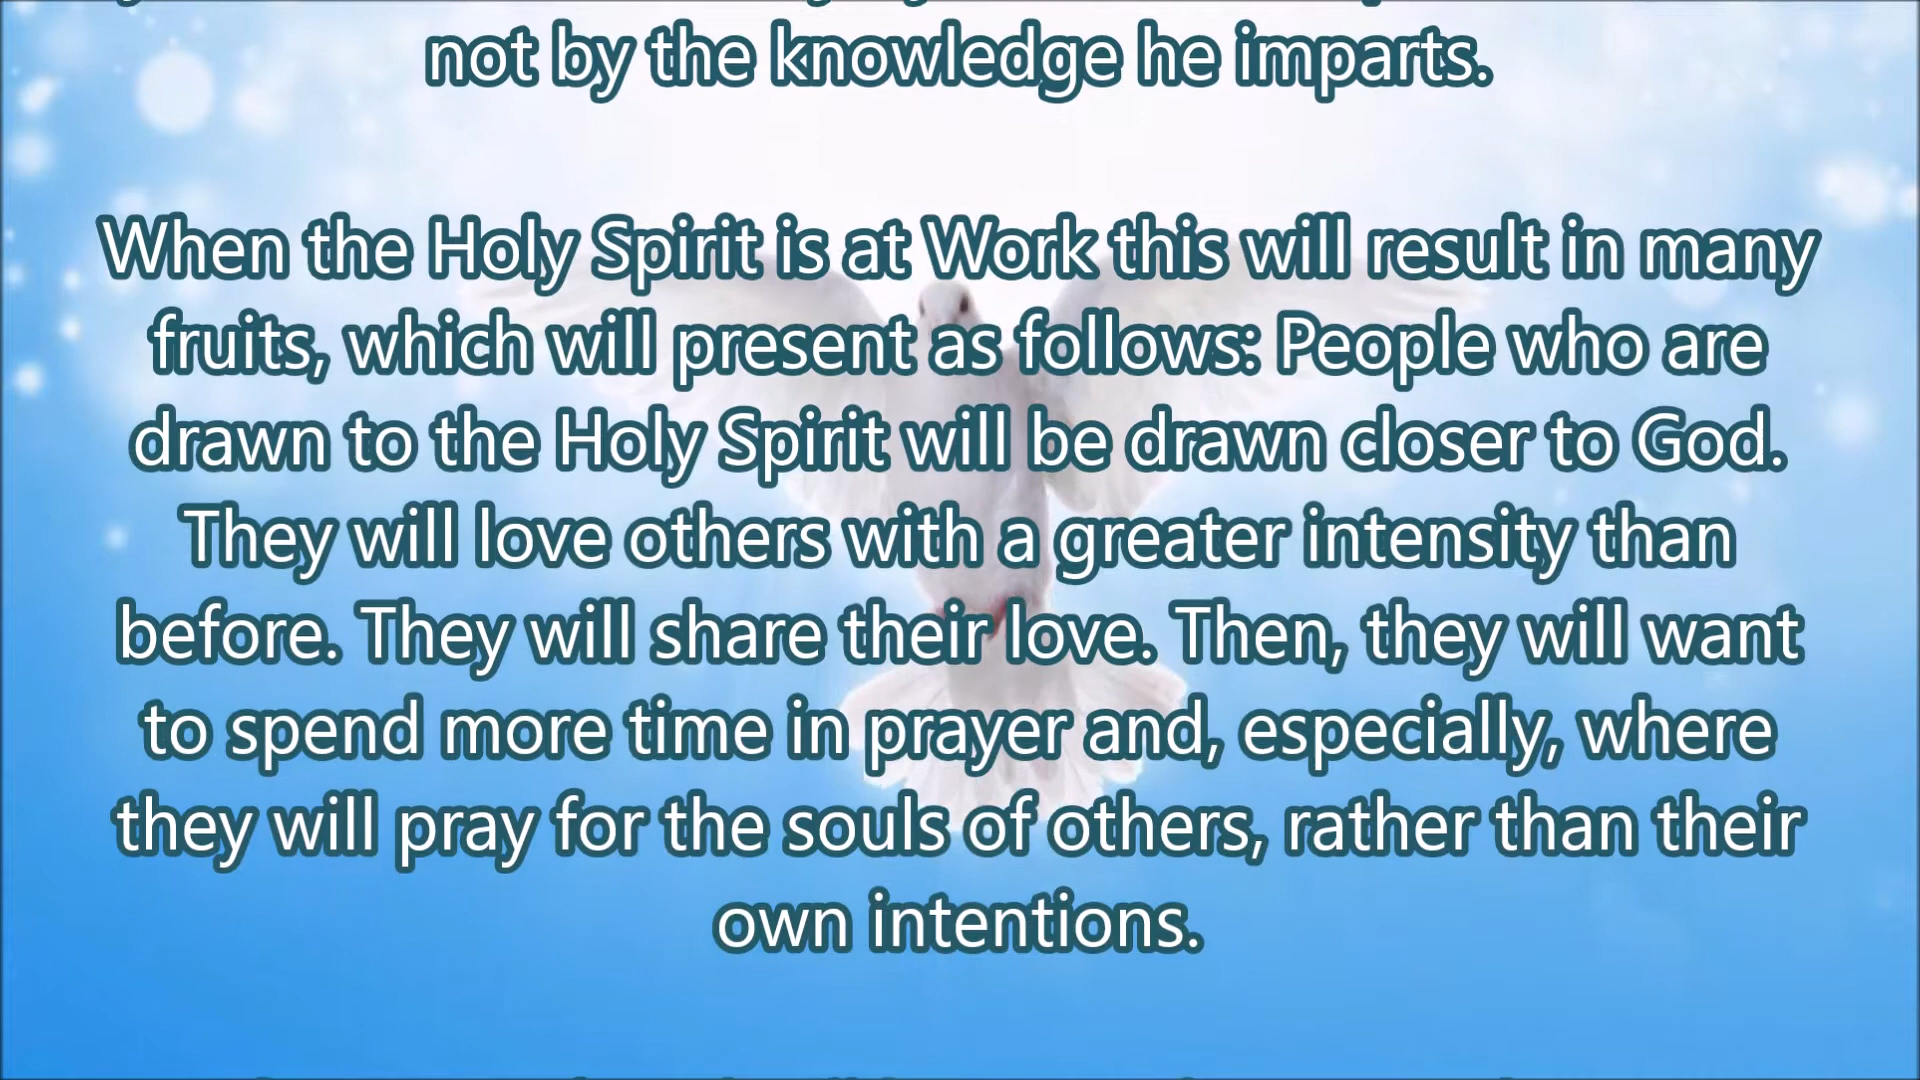 not by the knowledge he imparts.
When the Holy Spirit is at Work this will result in many
fruits, which will present as follows: People who are
drawn to the Holy Spirit will be drawn closer to God.
They will love others with a greater intensity than
before. They will share their love. Then, they will want
to spend more time in prayer and, especially, where
they will pray for the souls of others, rather than their
own intentions.